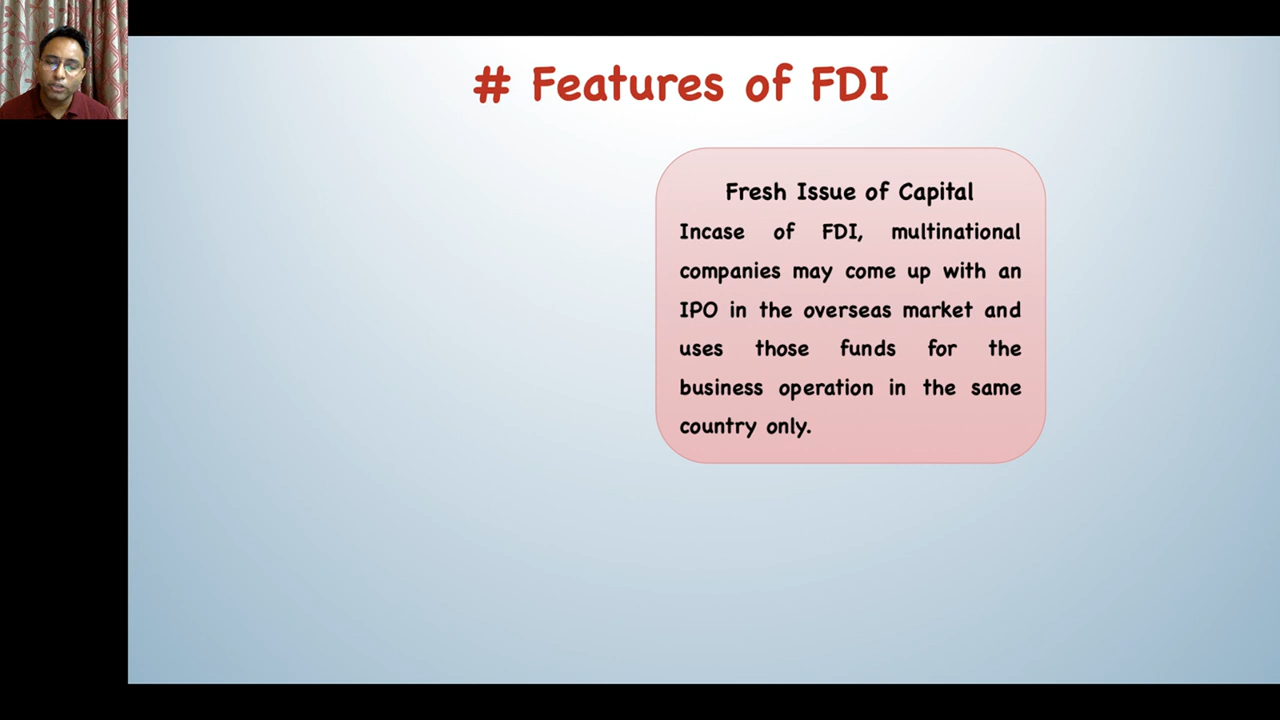 # Features of FDI
Fresh Issue of Capital
Incase of FDI, multinational
companies may come up with an
IPO in the overseas market and
uses those funds for the
business operation in the same
country only.